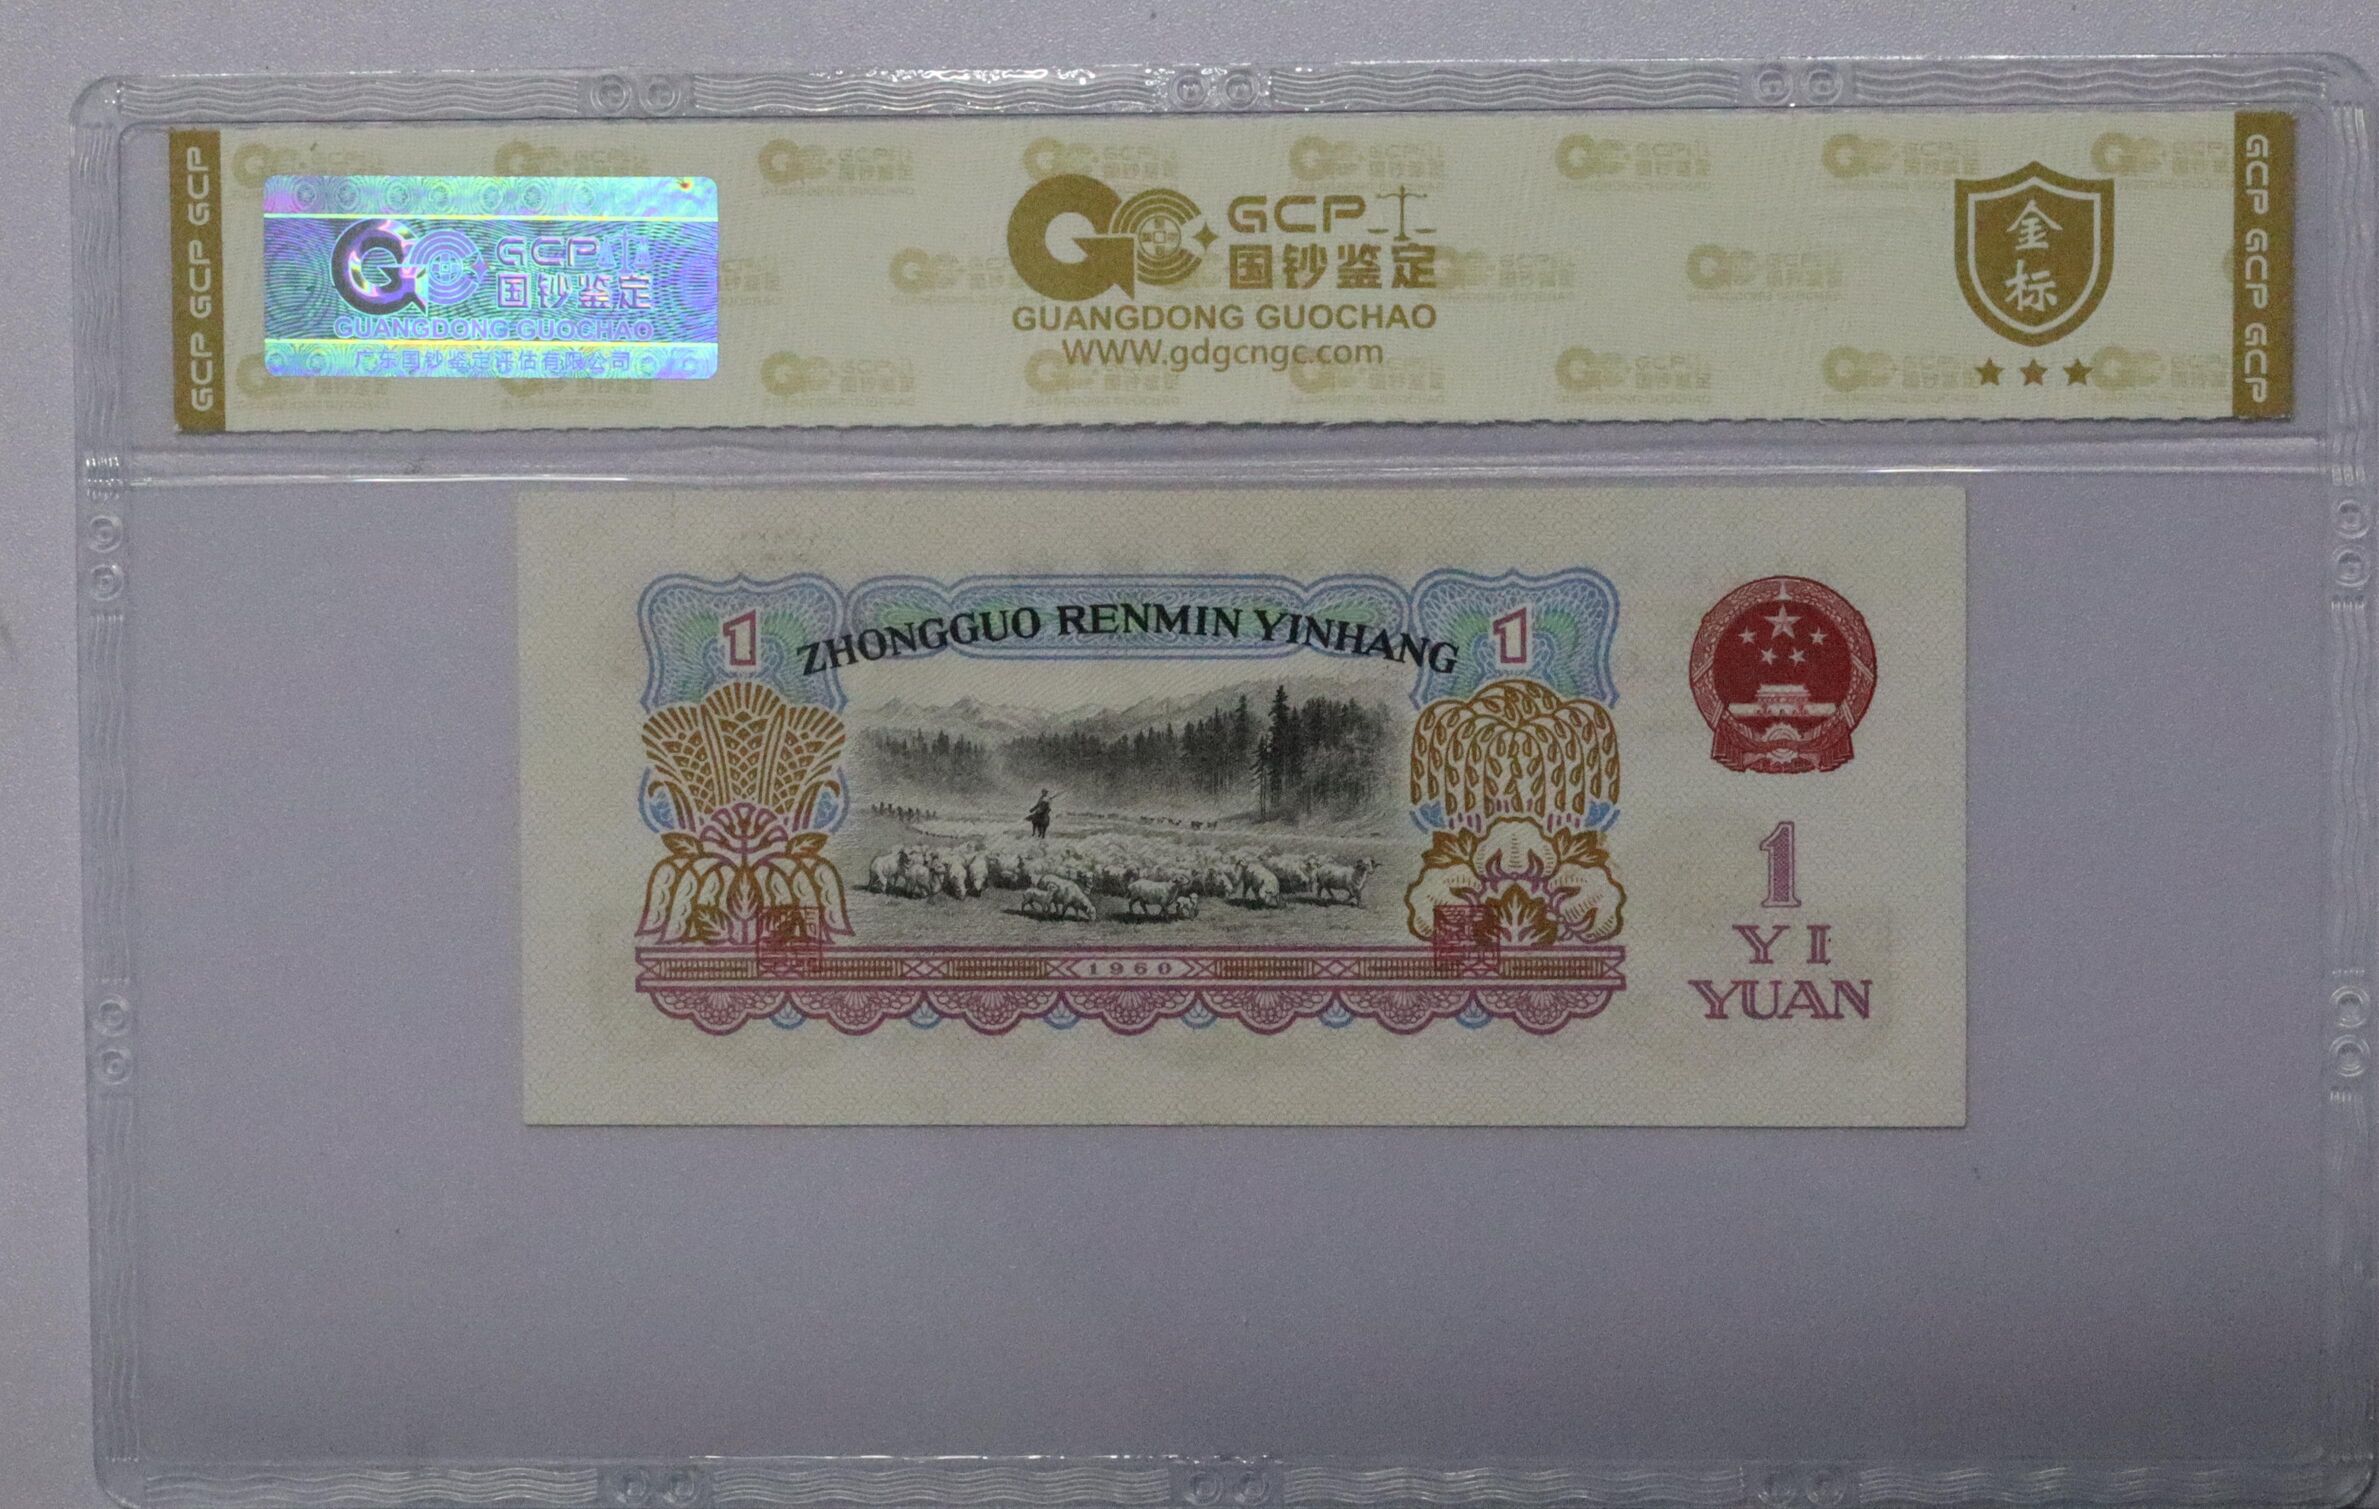 GCP GCP GCP
GCP
国钞鉴定
GUANGDONG GUOCHAO
广东国钞鉴定评估有限公司
GCP
国钞鉴定
GUANGDONG GUOCHAO
WWW.gdgcngc.com
金标
GCP GCP GCP
1
ZHONGGUO RENMIN YINHANG
1
1960
1
YI
YUAN